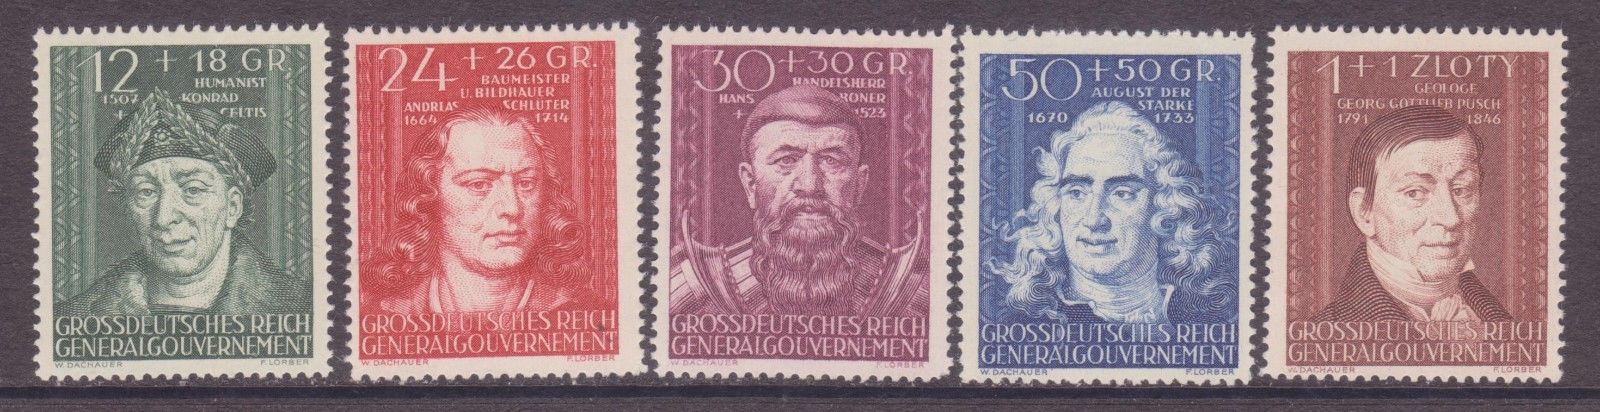 12 + 18 GR.
HUMANIST
1507 KONRAD
+ CELTIS
GROSSDEUTSCHES REICH
GENERALGOUVERNEMENT
W. DACHAUER F. LORBER
24 + 26 GR.
BAUMEISTER
U. BILDHAUER
ANDREAS SCHLÜTER
1664 1714
GROSSDEUTSCHES REICH
GENERALGOUVERNEMENT
W. DACHAUER F. LORBER
30 + 30 GR.
HANDELSHERR
HANS BONER
+ 1523
GROSSDEUTSCHES REICH
GENERALGOUVERNEMENT
W. DACHAUER F. LORBER
50 + 50 GR.
AUGUST DER
STARKE
1670 1733
GROSSDEUTSCHES REICH
GENERALGOUVERNEMENT
W. DACHAUER F. LORBER
1 + 1 ZLOTY
GEOLOGE
GEORG GOTTLIEB PUSCH
1791 1846
GROSSDEUTSCHES REICH
GENERALGOUVERNEMENT
W. DACHAUER F. LORBER